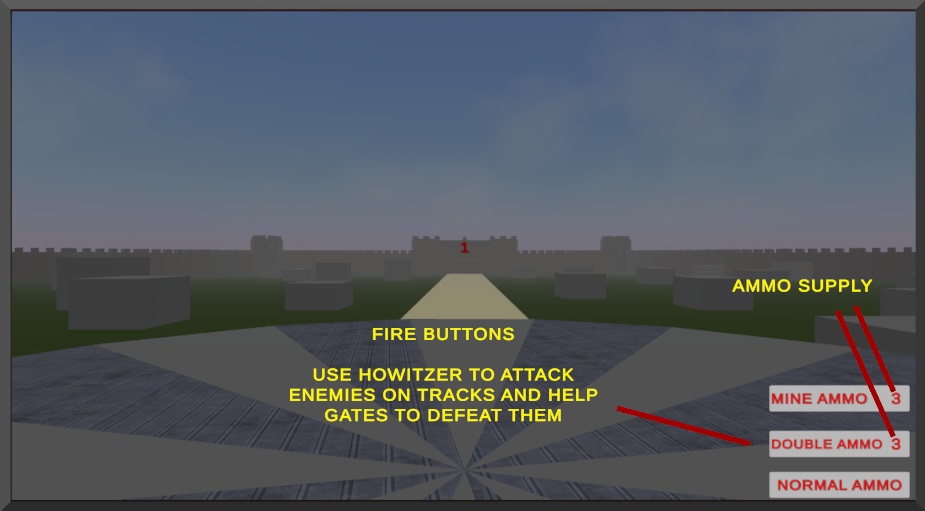 1
AMMO SUPPLY
FIRE BUTTONS
USE HOWITZER TO ATTACK
ENEMIES ON TRACKS AND HELP
GATES TO DEFEAT THEM
MINE AMMO 3
DOUBLE AMMO 3
NORMAL AMMO